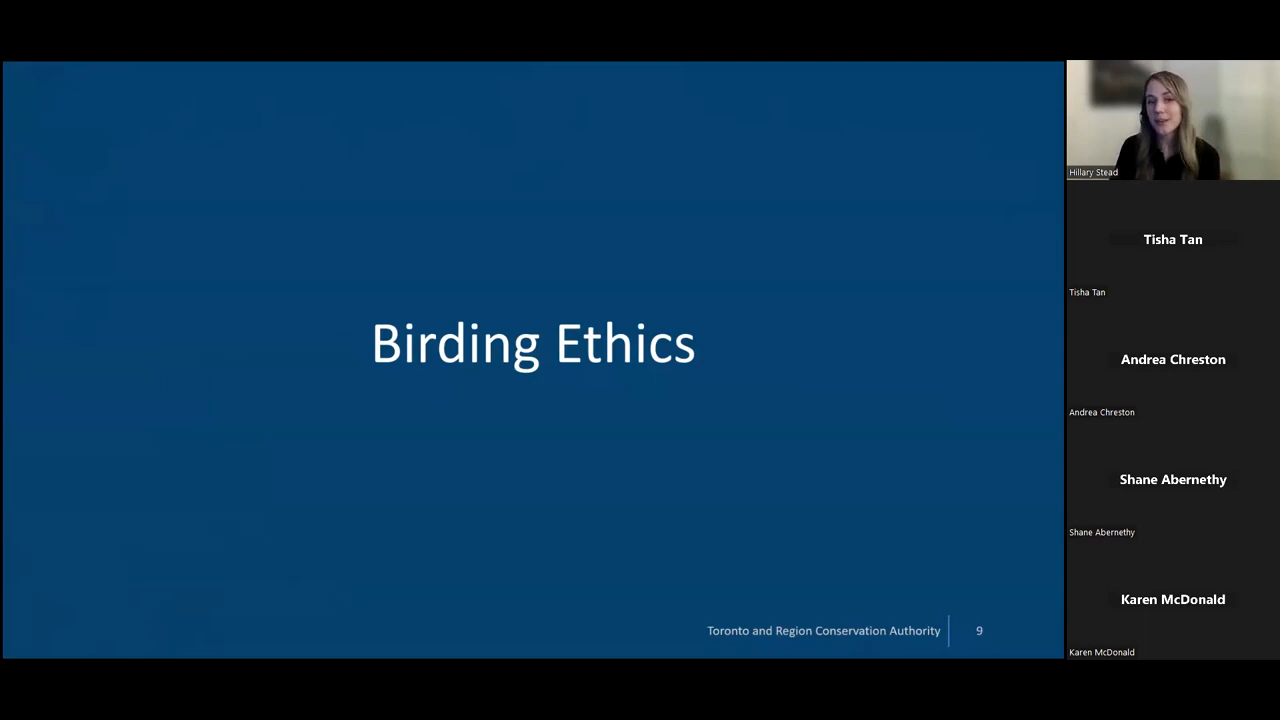 Birding Ethics
Toronto and Region Conservation Authority
9
Hillary Stead
Tisha Tan
Tisha Tan
Andrea Chreston
Andrea Chreston
Shane Abernethy
Shane Abernethy
Karen McDonald
Karen McDonald